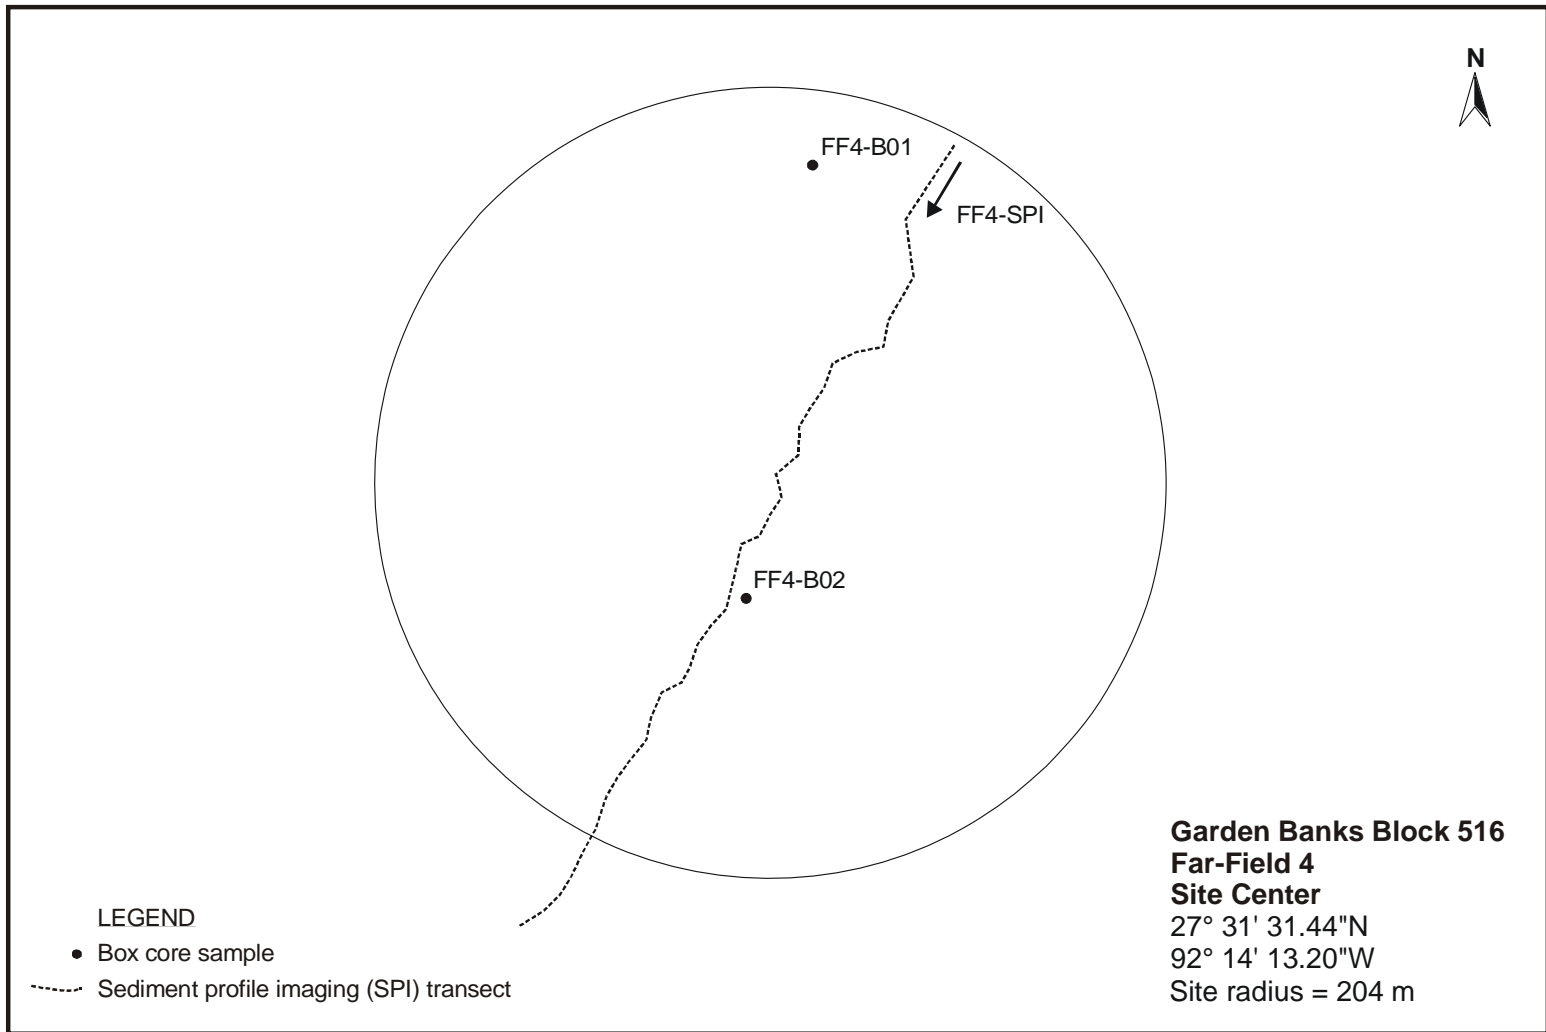 N
FF4-B01
FF4-SPI
FF4-B02
Garden Banks Block 516
Far-Field 4
Site Center
27° 31' 31.44"N
92° 14' 13.20"W
Site radius = 204 m
LEGEND
Box core sample
Sediment profile imaging (SPI) transect